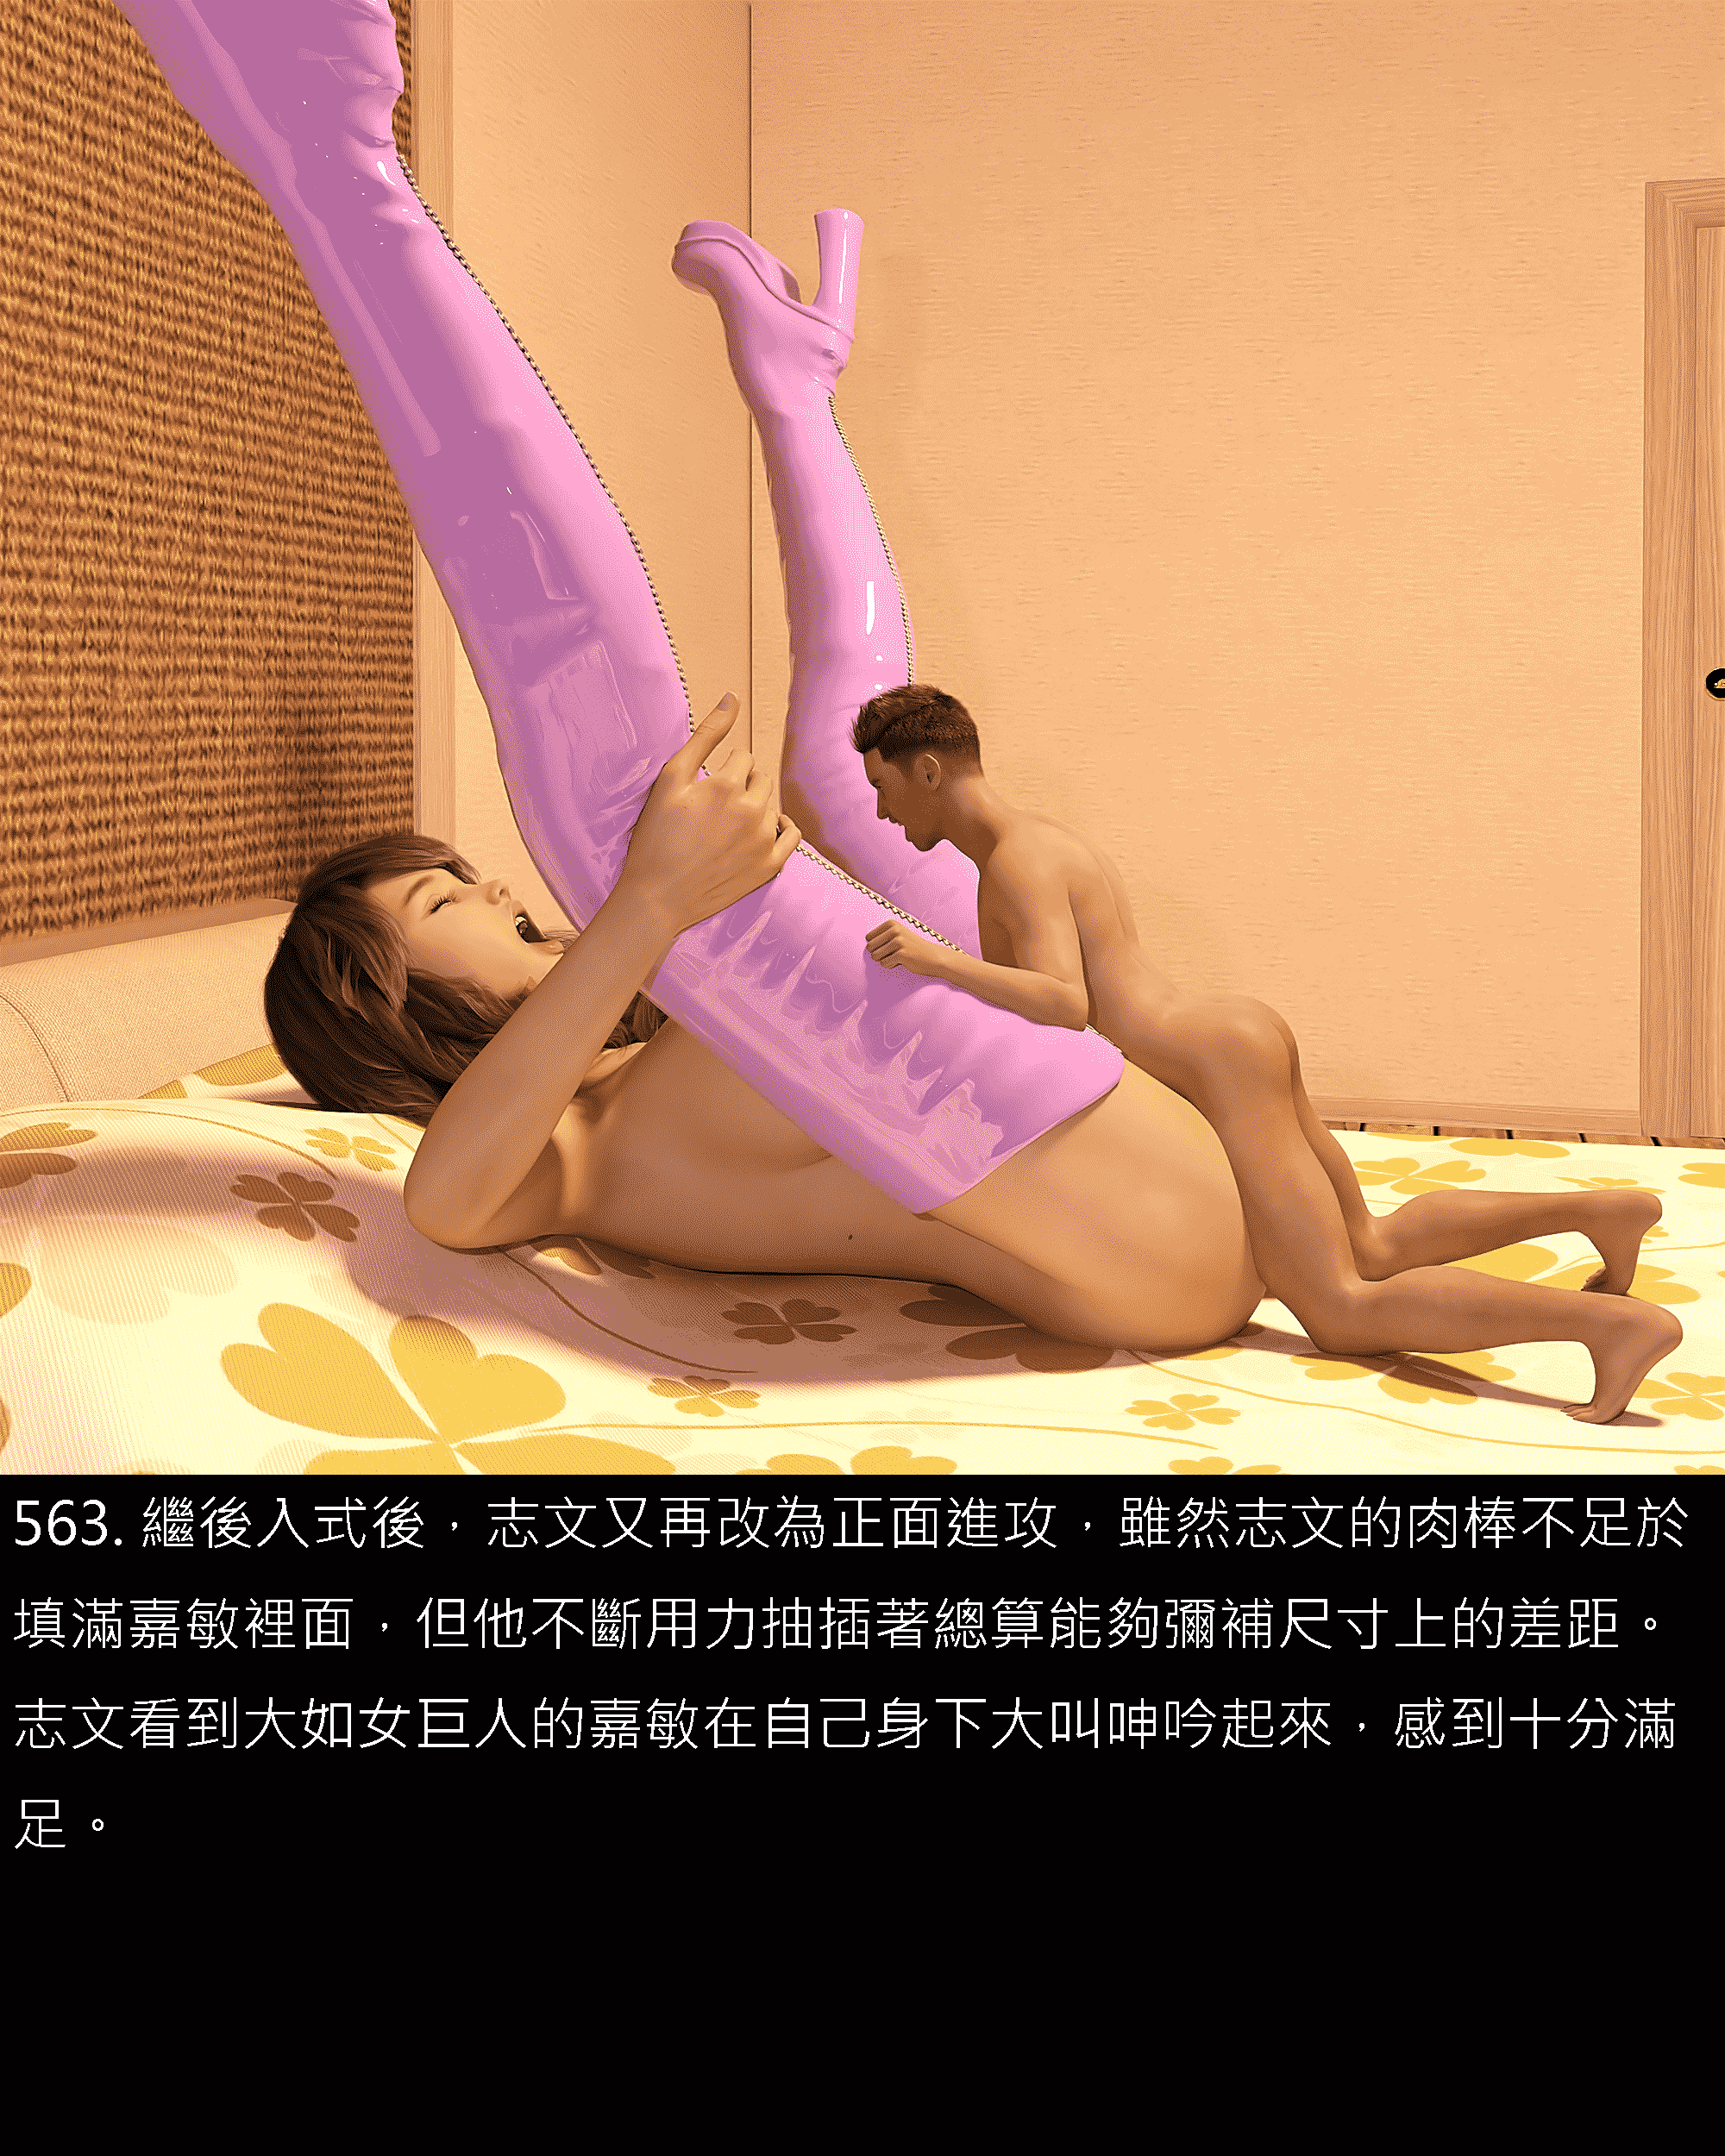 563. 繼後入式後，志文又再改為正面進攻，雖然志文的肉棒不足於
填滿嘉敏裡面，但他不斷用力抽插著總算能夠彌補尺寸上的差距。
志文看到大如女巨人的嘉敏在自己身下大叫呻吟起來，感到十分滿
足。